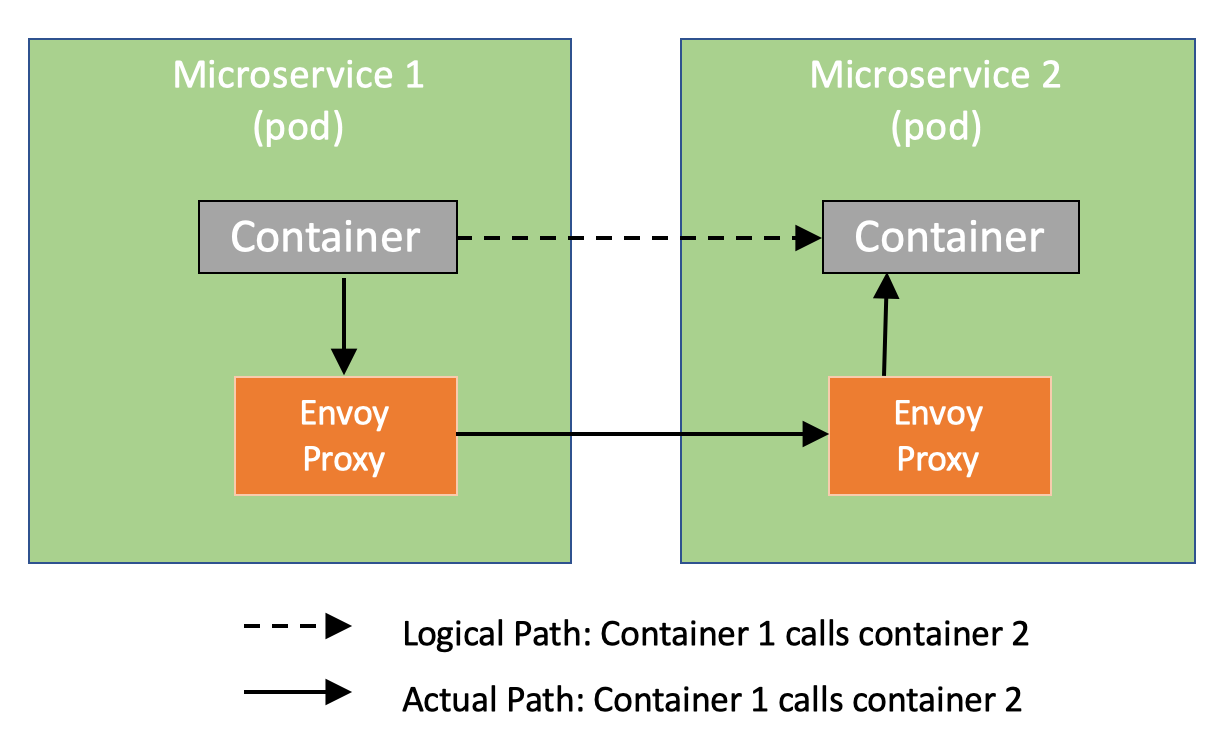 Microservice 1
(pod)
Microservice 2
(pod)
Container
Container
Envoy
Proxy
Envoy
Proxy
Logical Path: Container 1 calls container 2
Actual Path: Container 1 calls container 2